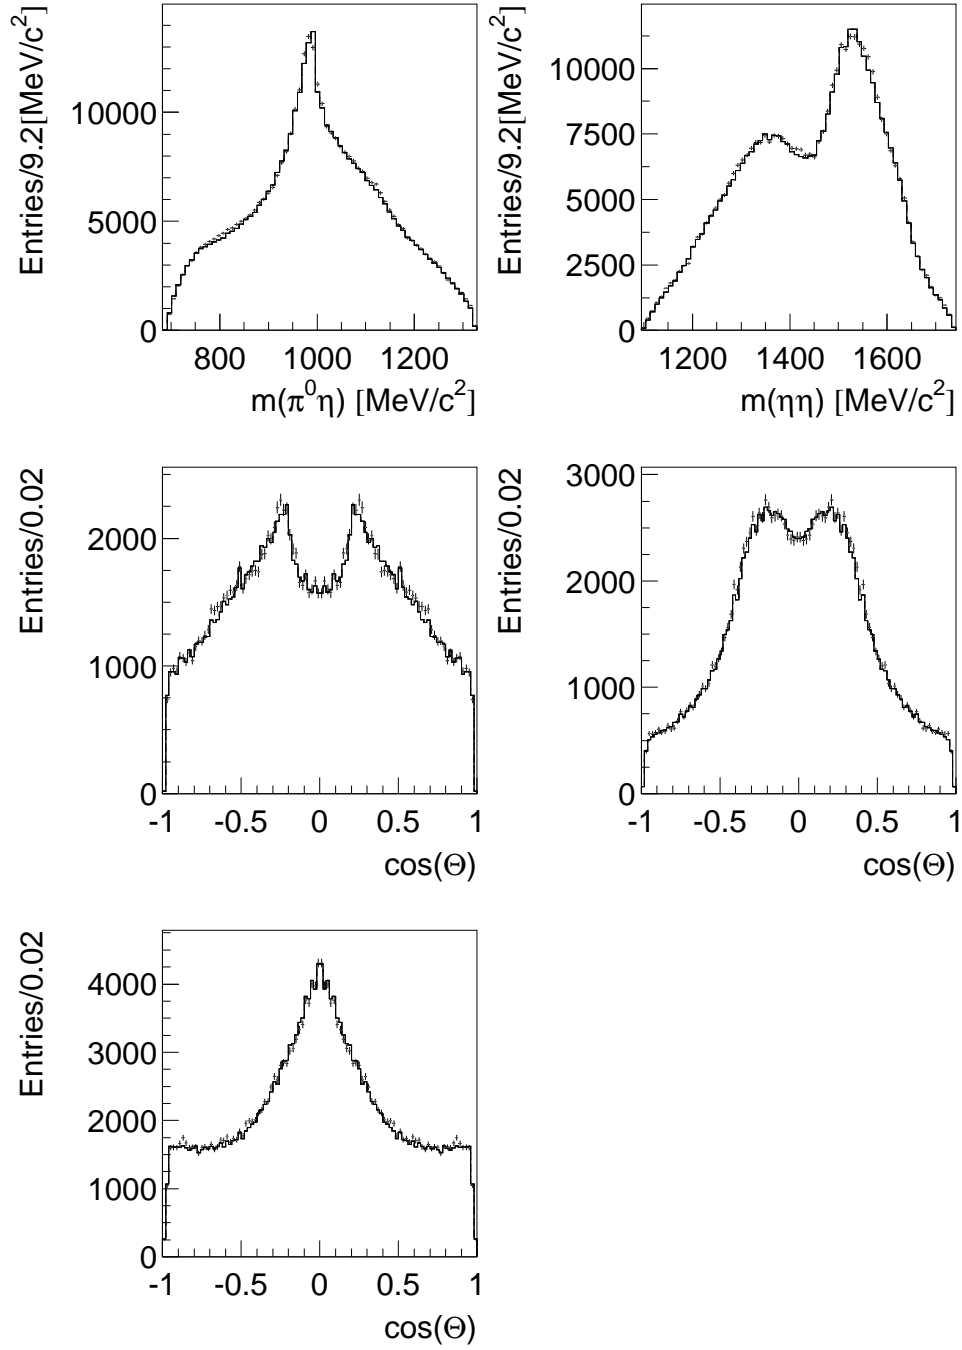 Entries/9.2[MeV/c²]
10000
5000
0
800 1000 1200
m(π⁰η) [MeV/c²]
Entries/9.2[MeV/c²]
10000
7500
5000
2500
0
1200 1400 1600
m(ηη) [MeV/c²]
Entries/0.02
2000
1000
0
-1 -0.5 0 0.5 1
cos(Θ)
Entries/0.02
3000
2000
1000
0
-1 -0.5 0 0.5 1
cos(Θ)
Entries/0.02
4000
3000
2000
1000
0
-1 -0.5 0 0.5 1
cos(Θ)